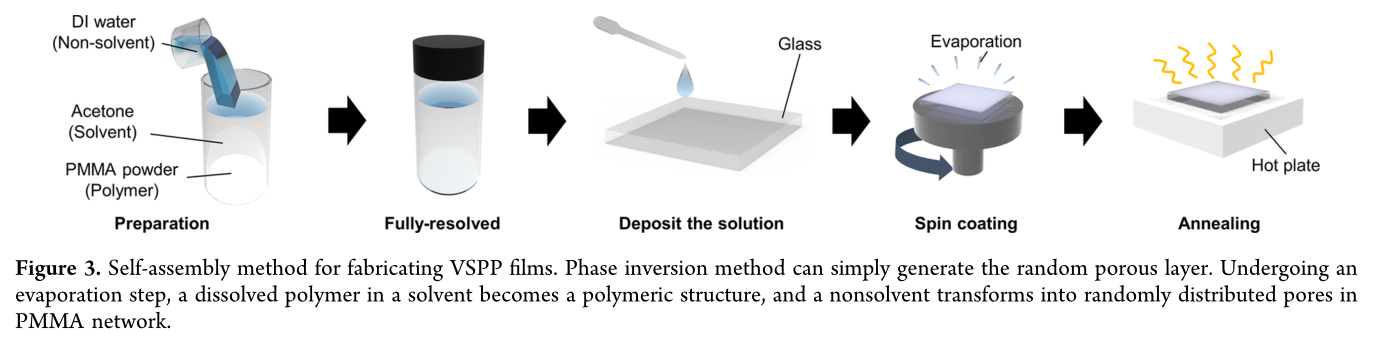 DI water
(Non-solvent)
Acetone
(Solvent)
PMMA powder
(Polymer)
Glass
Evaporation
Hot plate
Preparation
Fully-resolved
Deposit the solution
Spin coating
Annealing
Figure 3. Self-assembly method for fabricating VSPP films. Phase inversion method can simply generate the random porous layer. Undergoing an
evaporation step, a dissolved polymer in a solvent becomes a polymeric structure, and a nonsolvent transforms into randomly distributed pores in
PMMA network.